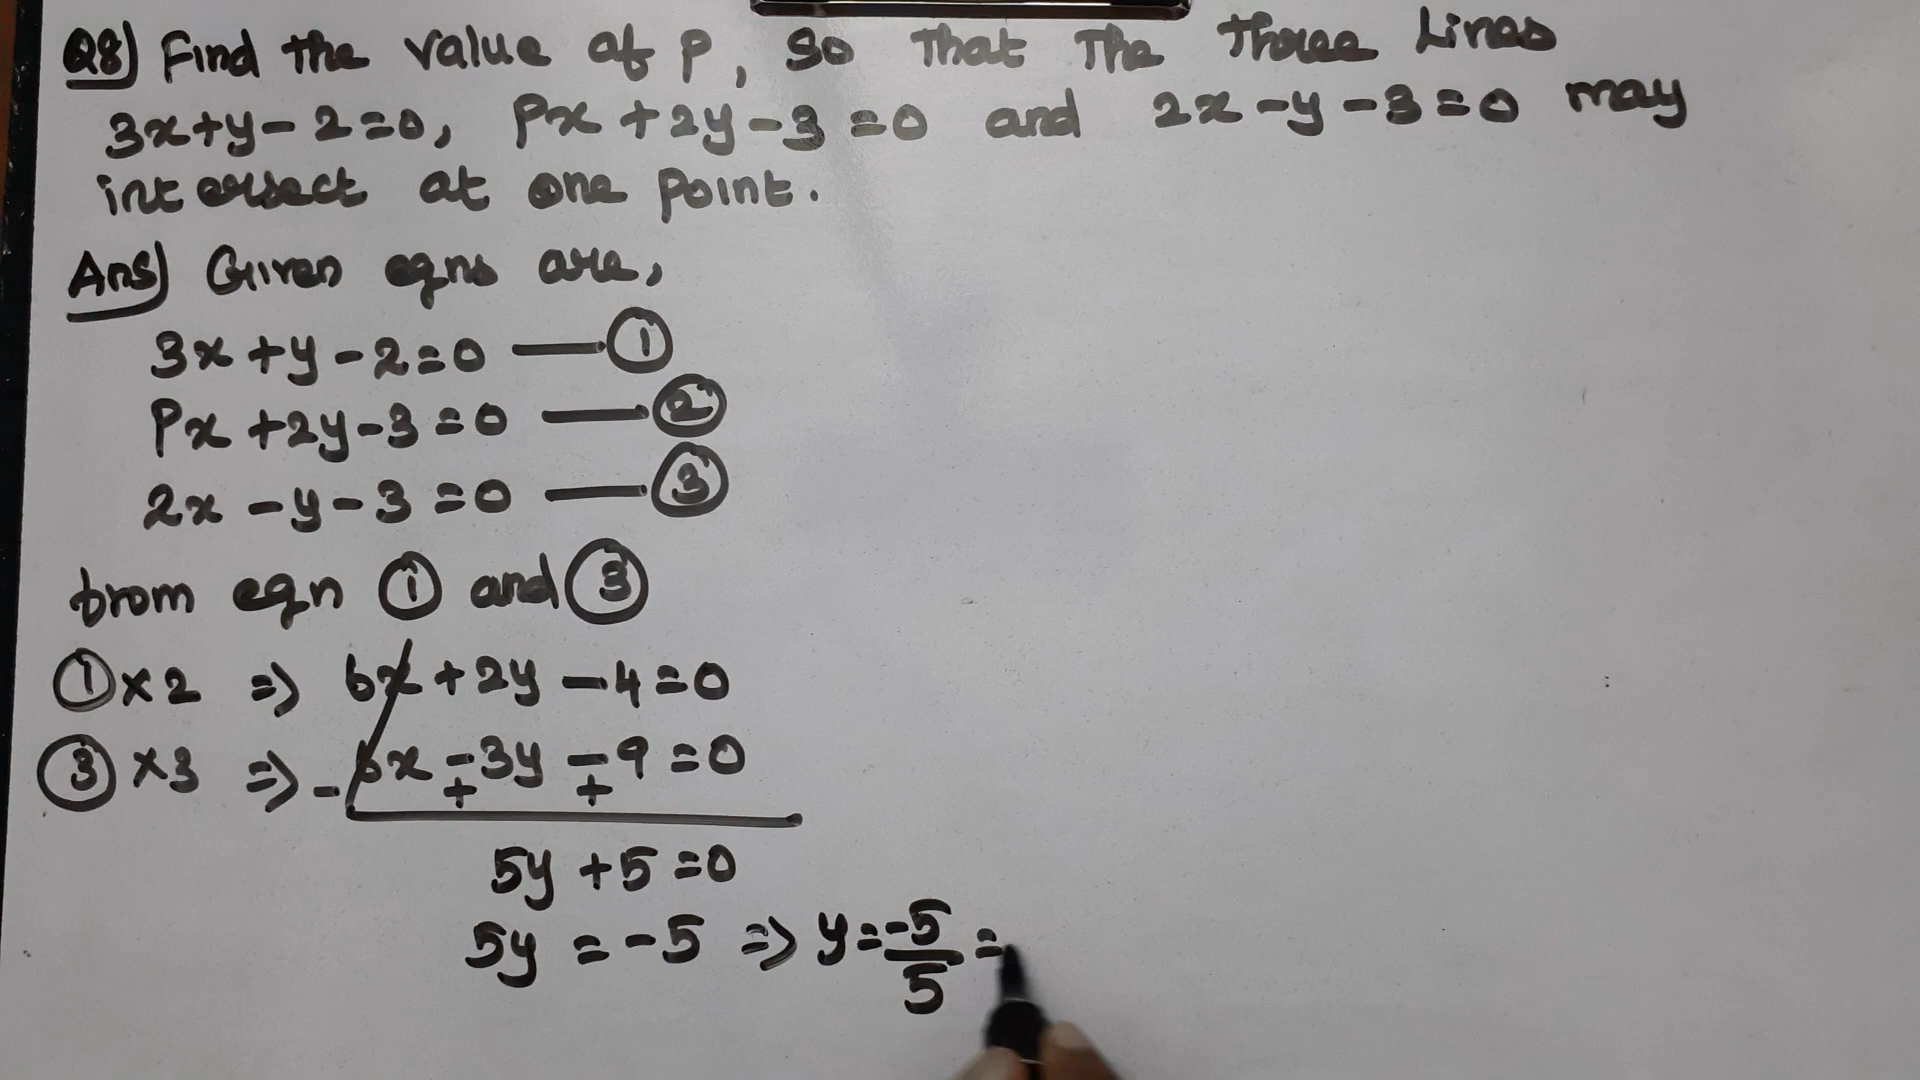 Q8) Find the value of P, so that The Three Lines
3x+y-2=0, Px+2y-3=0 and 2x-y-3=0 may
intersect at one point.
Ans) Given eqns are,
3x+y-2=0 — ①
Px+2y-3=0 — ②
2x-y-3=0 — ③
from eqn ① and ③
①×2 ⇒ 6x+2y-4=0
③×3 ⇒ 6x-3y-9=0
- + +
5y+5=0
5y=-5 ⇒ y=-5/5=